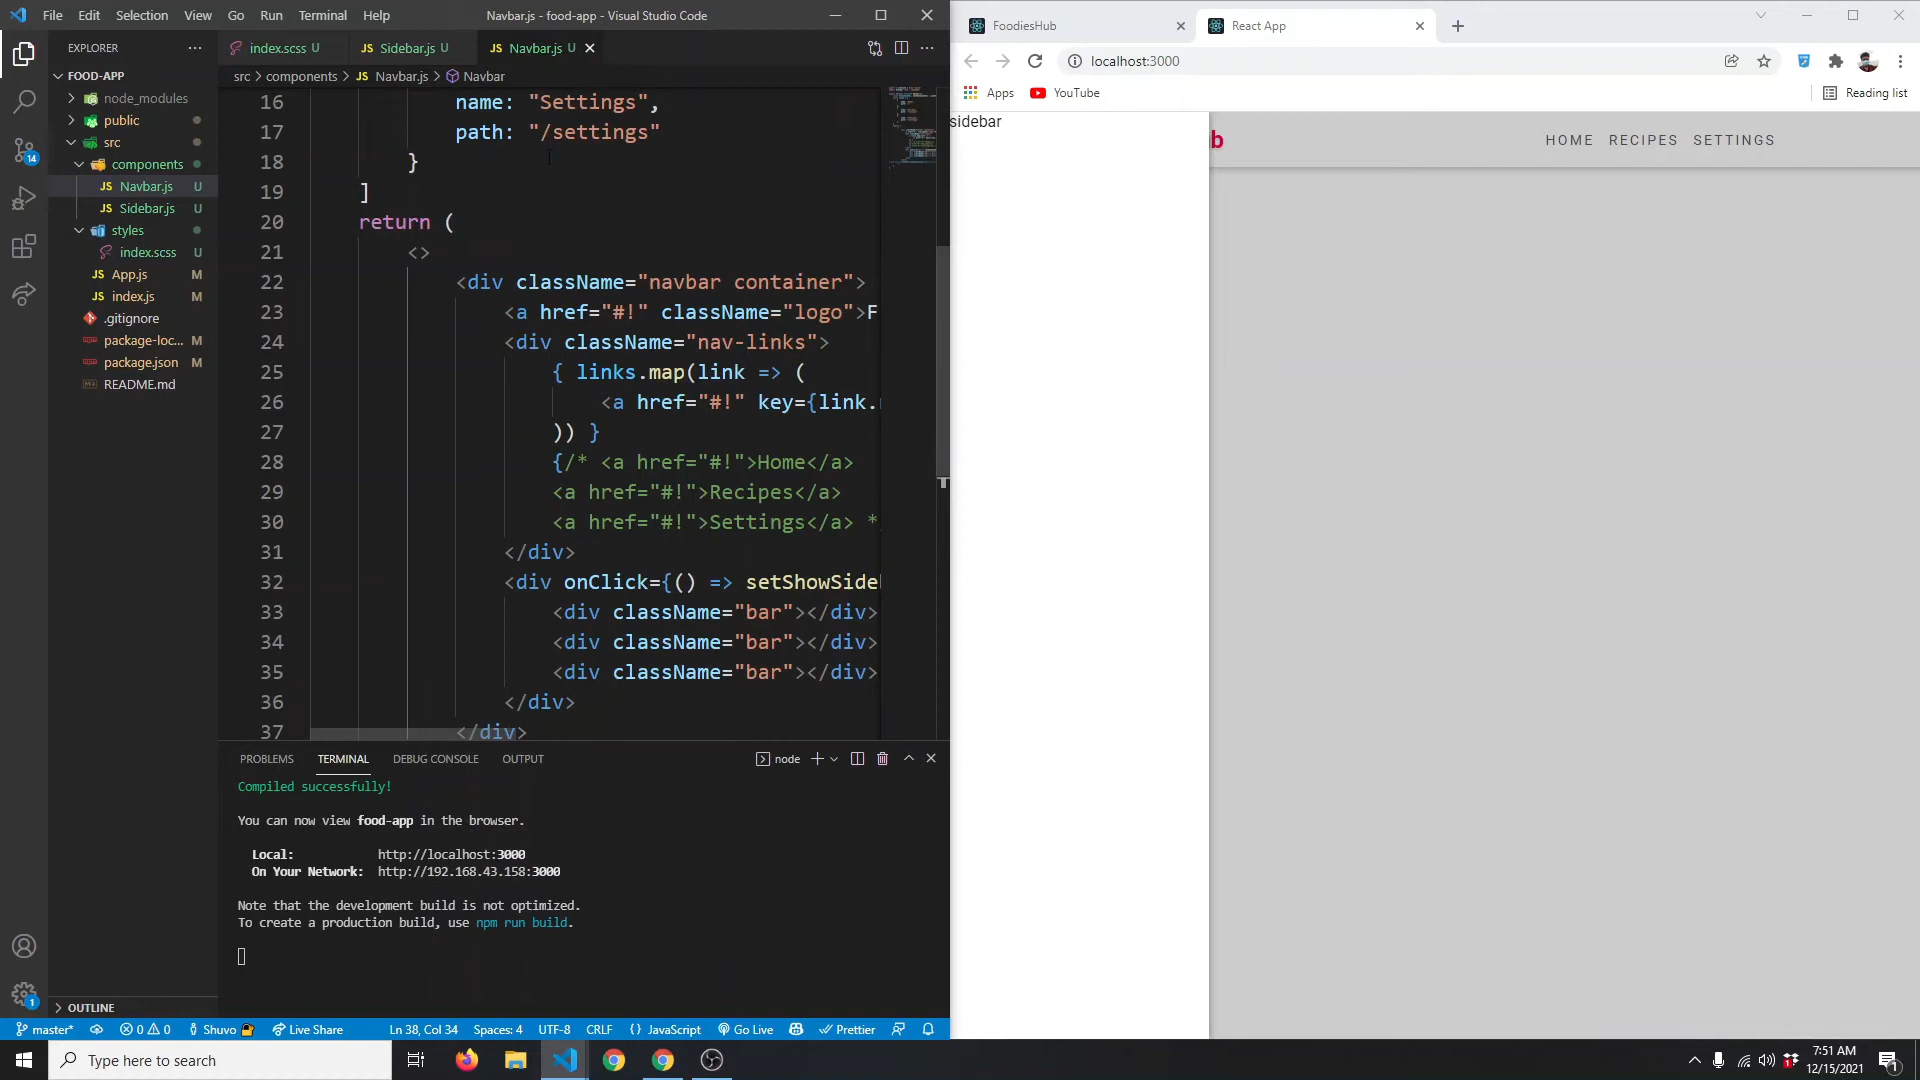 File Edit Selection View Go Run Terminal Help
Navbar.js - food-app - Visual Studio Code
EXPLORER
FOOD-APP
node_modules
public
src
components
Navbar.js U
Sidebar.js U
styles
index.scss U
App.js M
index.js M
.gitignore
package-loc... M
package.json M
README.md
OUTLINE
14
1
index.scss U
Sidebar.js U
Navbar.js U
src > components > JS Navbar.js > Navbar
16 name: "Settings",
17 path: "/settings"
18 }
19 ]
20 return (
21 <>
22 <div className="navbar container">
23 <a href="#!" className="logo">F
24 <div className="nav-links">
25 { links.map(link => (
26 <a href="#!" key={link.
27 )) }
28 {/* <a href="#!">Home</a>
29 <a href="#!">Recipes</a>
30 <a href="#!">Settings</a> *
31 </div>
32 <div onClick={() => setShowSide
33 <div className="bar"></div>
34 <div className="bar"></div>
35 <div className="bar"></div>
36 </div>
37 </div>
PROBLEMS TERMINAL DEBUG CONSOLE OUTPUT
node
Compiled successfully!
You can now view food-app in the browser.
Local: http://localhost:3000
On Your Network: http://192.168.43.158:3000
Note that the development build is not optimized.
To create a production build, use npm run build.
master* 0 0 Shuvo Live Share Ln 38, Col 34 Spaces: 4 UTF-8 CRLF {} JavaScript Go Live Prettier
FoodiesHub
React App
localhost:3000
Apps YouTube Reading list
sidebar
b
HOME RECIPES SETTINGS
Type here to search
7:51 AM
12/15/2021
1